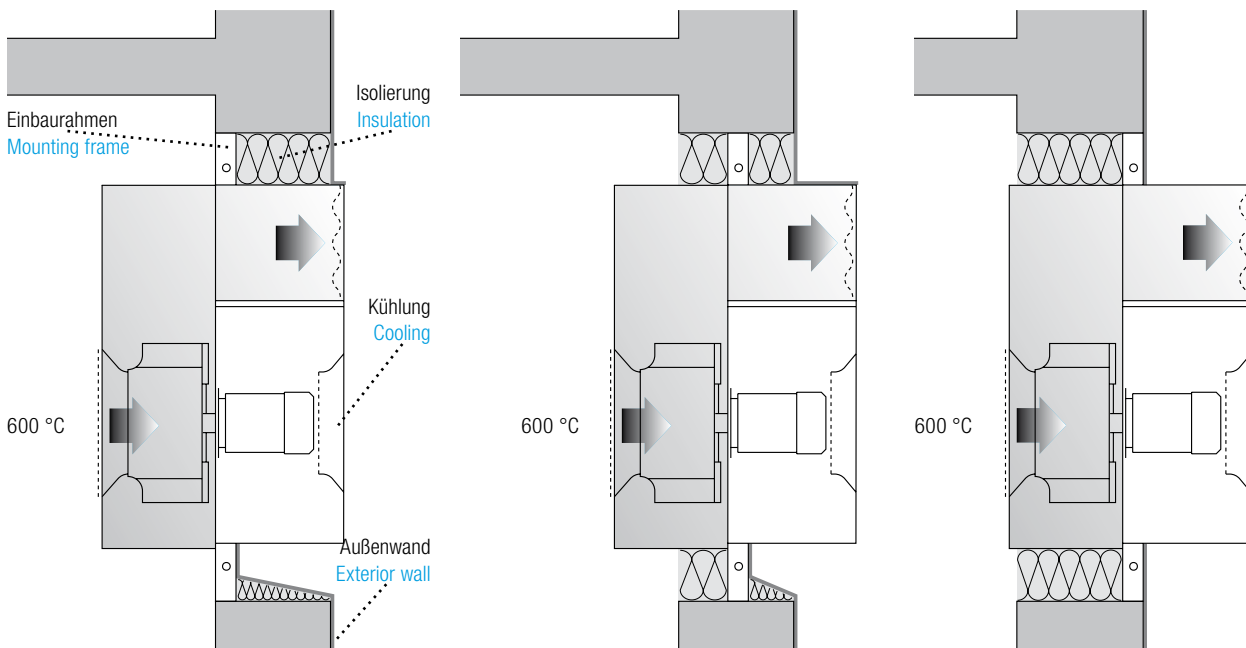 Einbaurahmen
Mounting frame
Isolierung
Insulation
Kühlung
Cooling
600 °C
600 °C
600 °C
Außenwand
Exterior wall